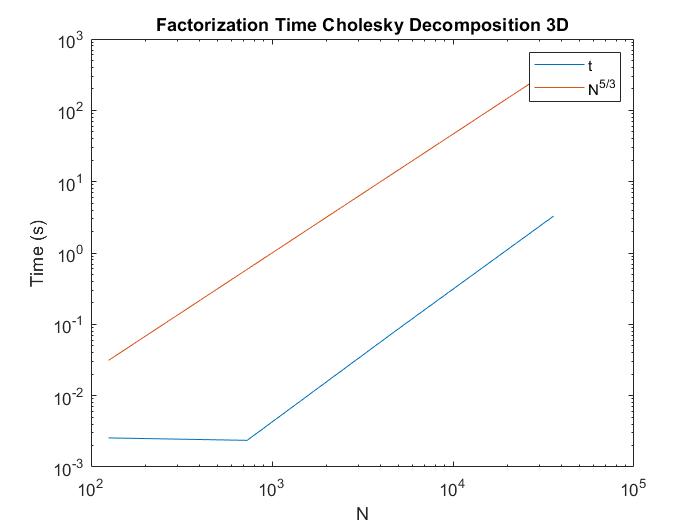 Factorization Time Cholesky Decomposition 3D
10^3
10^2
10^1
10^0
10^-1
10^-2
10^-3
Time (s)
t
N^5/3
10^2
10^3
10^4
10^5
N